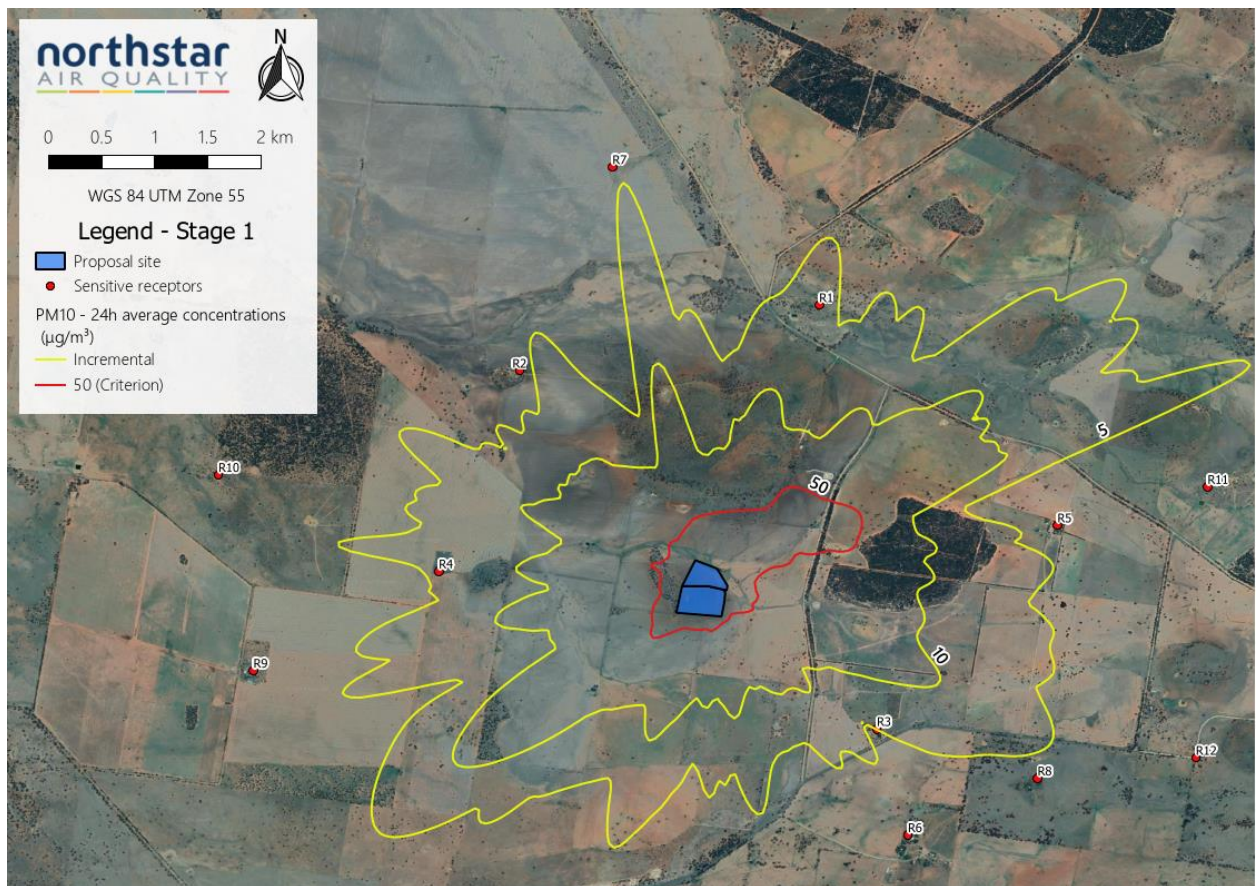 northstar
AIR QUALITY
N
0 0.5 1 1.5 2 km
WGS 84 UTM Zone 55
Legend - Stage 1
Proposal site
Sensitive receptors
PM10 - 24h average concentrations
(µg/m³)
Incremental
50 (Criterion)
R7
R1
R2
5
R10
50
R11
R5
R4
10
R9
R3
R12
R8
R6